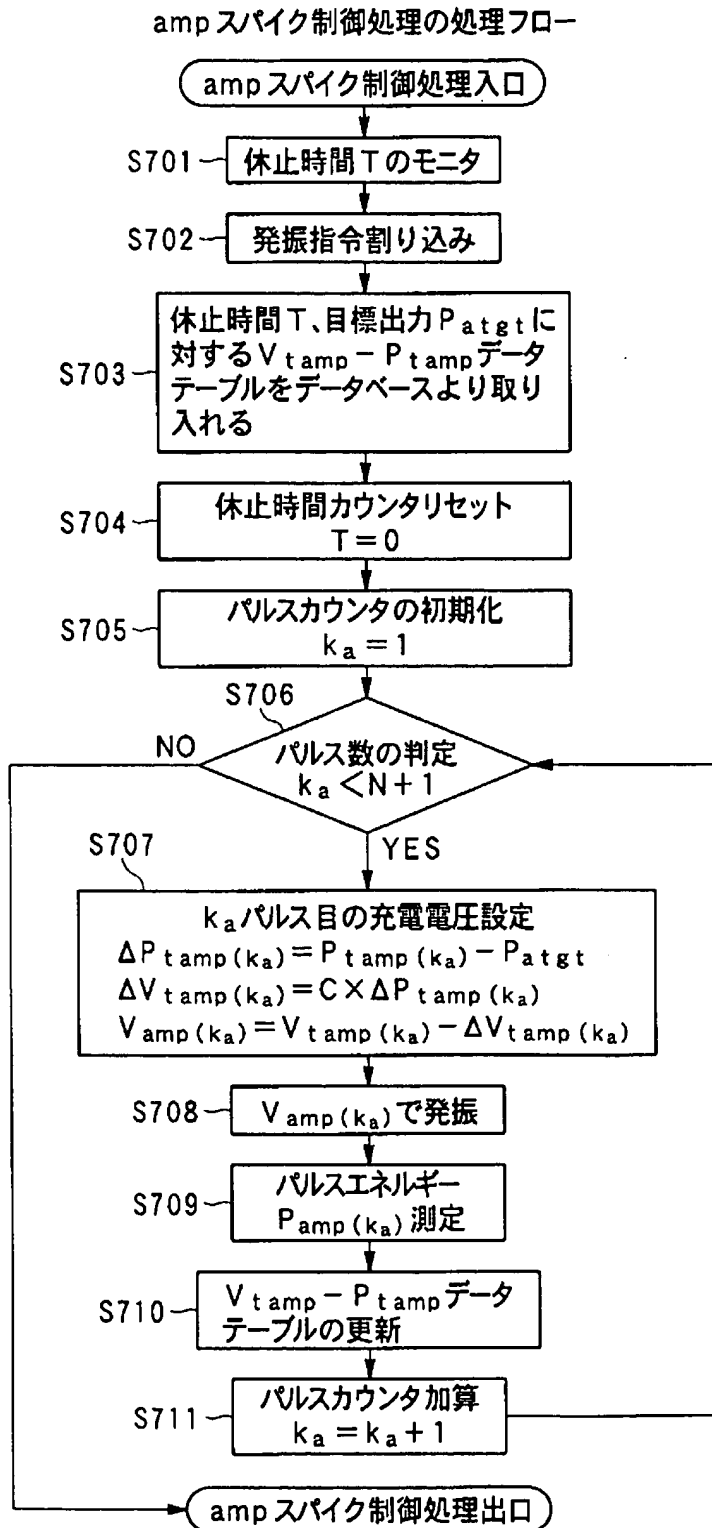 ampスパイク制御処理の処理フロー
ampスパイク制御処理入口
S701
休止時間Tのモニタ
S702
発振指令割り込み
S703
休止時間T、目標出力Patgtに
対するVtamp－Ptampデータ
テーブルをデータベースより取り
入れる
S704
休止時間カウンタリセット
T=0
S705
パルスカウンタの初期化
ka=1
S706
NO
パルス数の判定
ka<N+1
YES
S707
kaパルス目の充電電圧設定
ΔPtamp(ka)=Ptamp(ka)－Patgt
ΔVtamp(ka)=C×ΔPtamp(ka)
Vamp(ka)=Vtamp(ka)－ΔVtamp(ka)
S708
Vamp(ka)で発振
S709
パルスエネルギー
Pamp(ka)測定
S710
Vtamp－Ptampデータ
テーブルの更新
S711
パルスカウンタ加算
ka=ka+1
ampスパイク制御処理出口